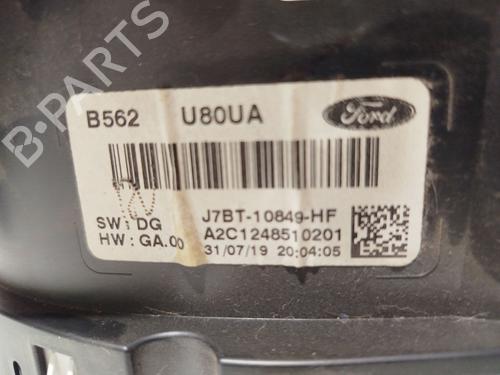 B-PARTS
B562 U80UA Ford
SW: DG J7BT-10849-HF
HW: GA.00 A2C1248510201
31/07/19 20:04:05